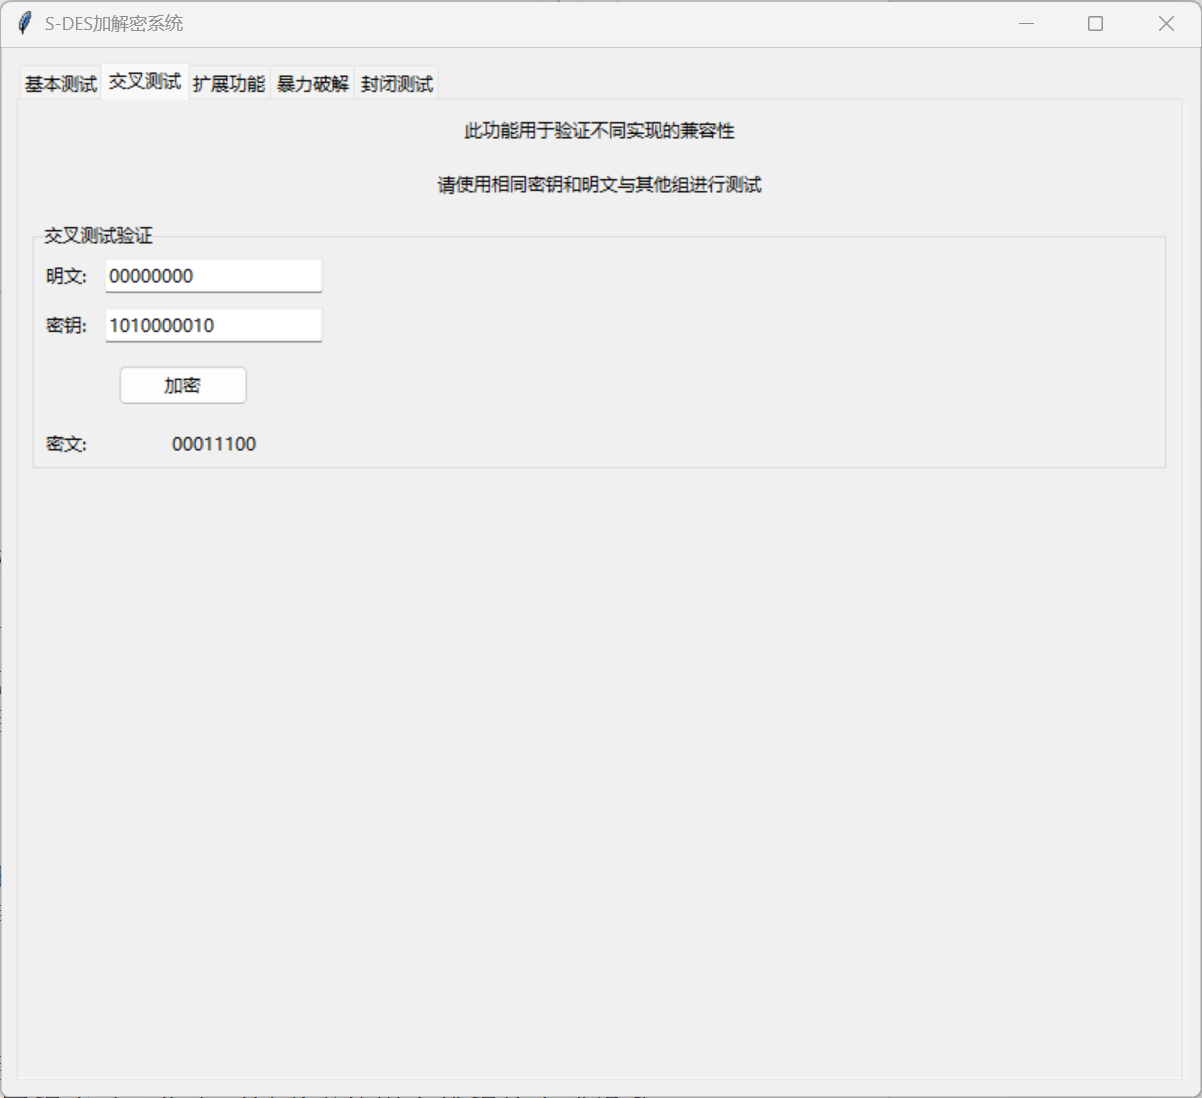 S-DES加解密系统
基本测试 交叉测试 扩展功能 暴力破解 封闭测试
此功能用于验证不同实现的兼容性
请使用相同密钥和明文与其他组进行测试
交叉测试验证
明文: 00000000
密钥: 1010000010
加密
密文: 00011100